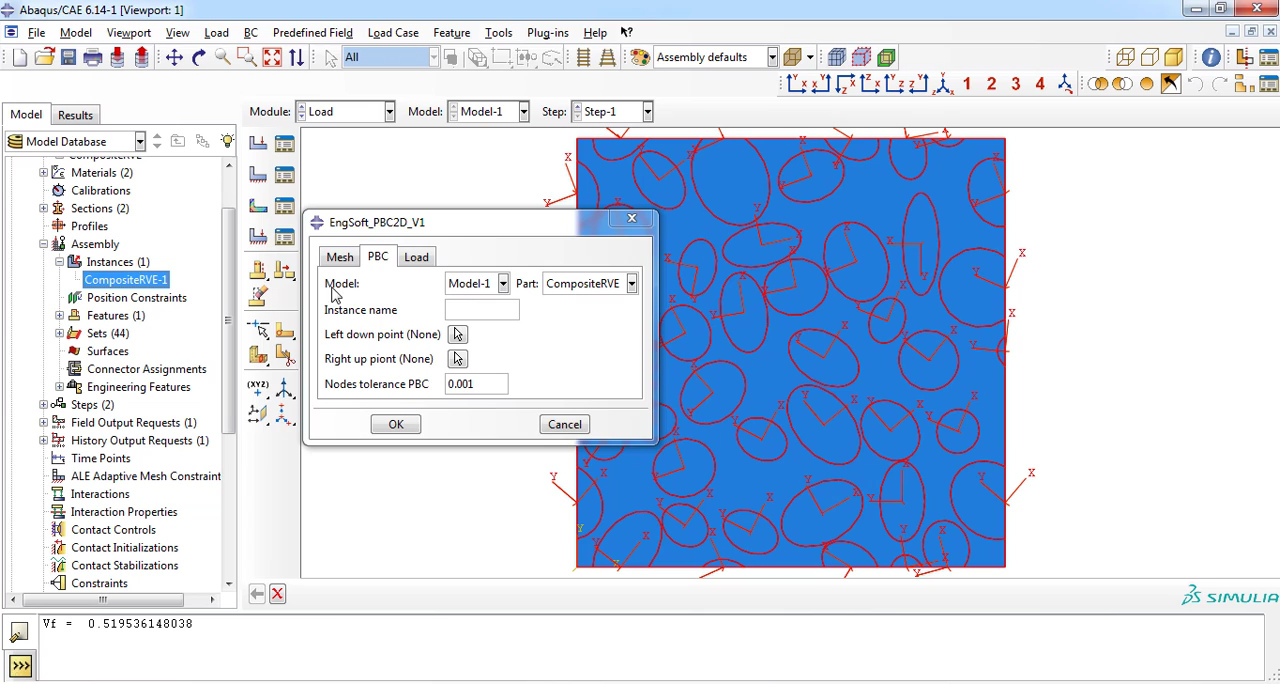 Abaqus/CAE 6.14-1 [Viewport: 1]
File Model Viewport View Load BC Predefined Field Load Case Feature Tools Plug-ins Help
All
Assembly defaults
1 2 3 4
Model Results
Module: Load Model: Model-1 Step: Step-1
Model Database
CompositeRVE
Materials (2)
Calibrations
Sections (2)
Profiles
Assembly
Instances (1)
CompositeRVE-1
Position Constraints
Features (1)
Sets (44)
Surfaces
Connector Assignments
Engineering Features
Steps (2)
Field Output Requests (1)
History Output Requests (1)
Time Points
ALE Adaptive Mesh Constraint
Interactions
Interaction Properties
Contact Controls
Contact Initializations
Contact Stabilizations
Constraints
(XYZ)
EngSoft_PBC2D_V1
Mesh PBC Load
Model: Model-1 Part: CompositeRVE
Instance name
Left down point (None)
Right up piont (None)
Nodes tolerance PBC 0.001
OK Cancel
SIMULIA
Vf = 0.519536148038
>>>